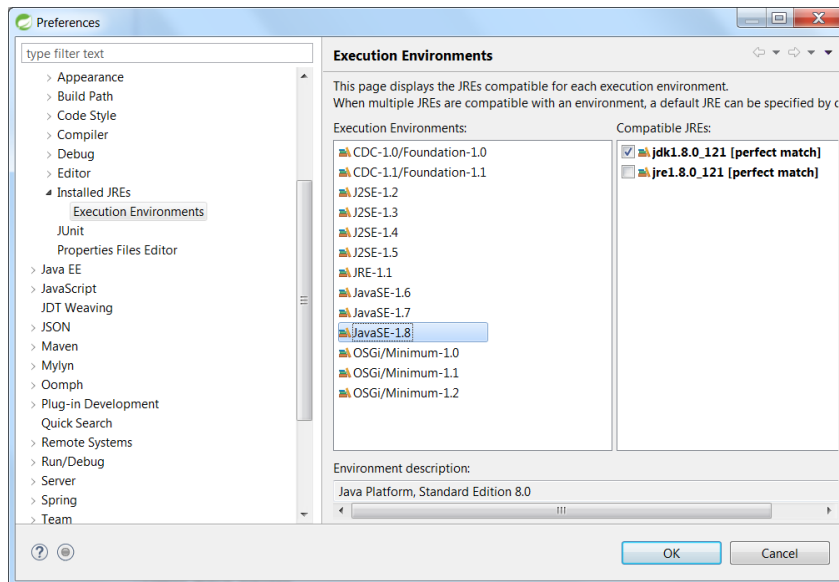 Preferences
type filter text
Appearance
Build Path
Code Style
Compiler
Debug
Editor
Installed JREs
Execution Environments
JUnit
Properties Files Editor
Java EE
JavaScript
JDT Weaving
JSON
Maven
Mylyn
Oomph
Plug-in Development
Quick Search
Remote Systems
Run/Debug
Server
Spring
Team
Execution Environments
This page displays the JREs compatible for each execution environment.
When multiple JREs are compatible with an environment, a default JRE can be specified by c
Execution Environments:
CDC-1.0/Foundation-1.0
CDC-1.1/Foundation-1.1
J2SE-1.2
J2SE-1.3
J2SE-1.4
J2SE-1.5
JRE-1.1
JavaSE-1.6
JavaSE-1.7
JavaSE-1.8
OSGi/Minimum-1.0
OSGi/Minimum-1.1
OSGi/Minimum-1.2
Compatible JREs:
jdk1.8.0_121 [perfect match]
jre1.8.0_121 [perfect match]
Environment description:
Java Platform, Standard Edition 8.0
OK
Cancel